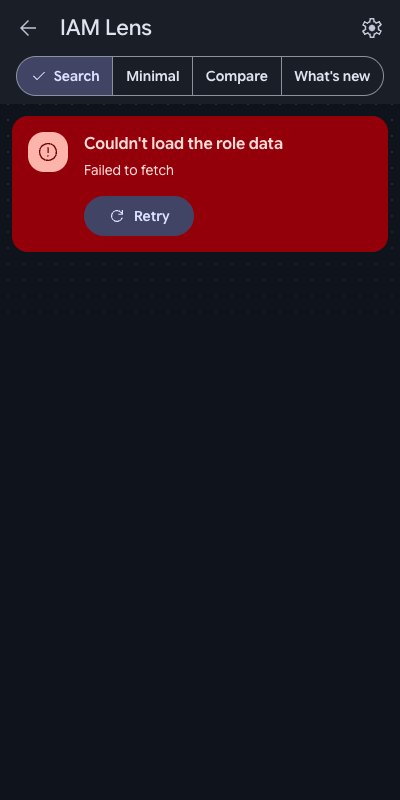 IAM Lens
Search
Minimal
Compare
What's new
Couldn't load the role data
Failed to fetch
Retry